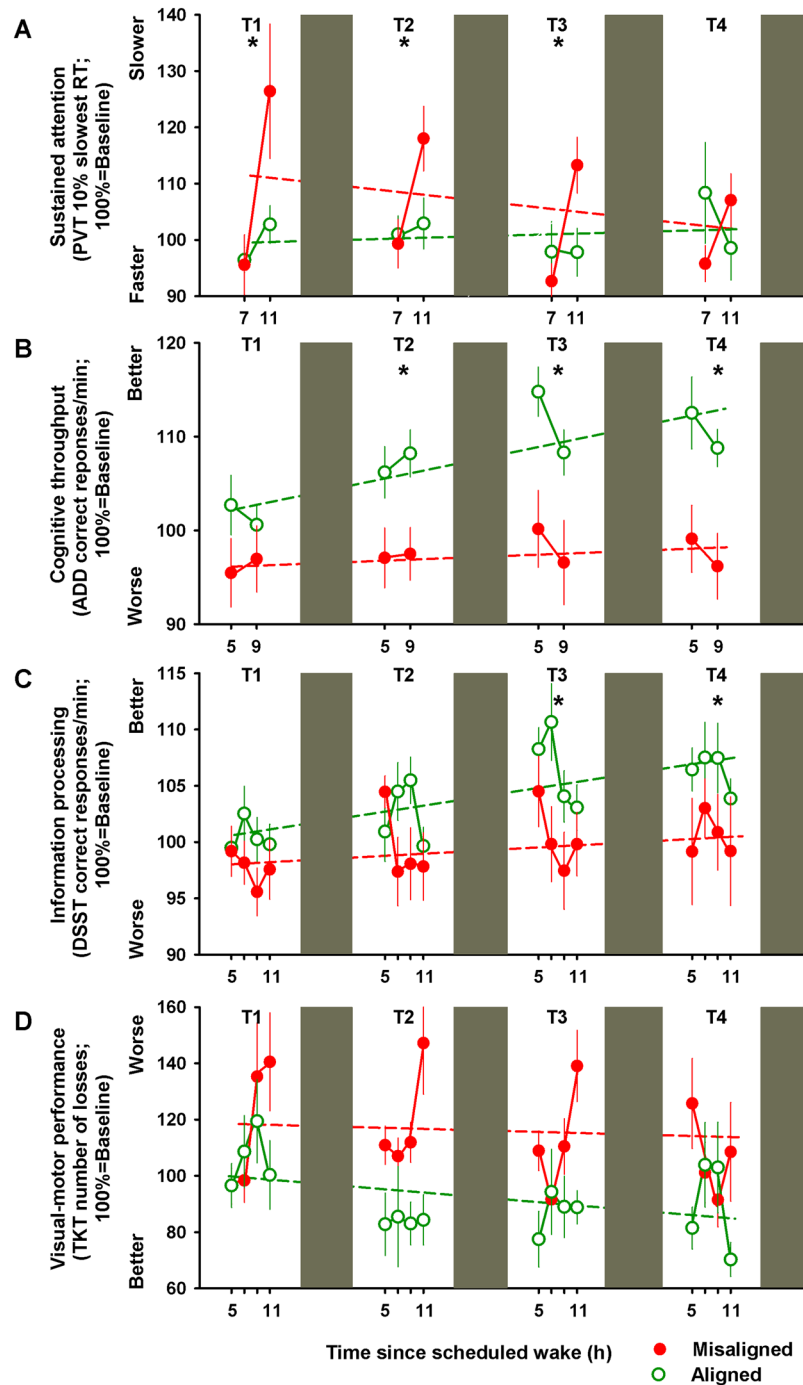 A
Sustained attention
(PVT 10% slowest RT;
100%=Baseline)
Slower
Faster
140
130
120
110
100
90
T1
T2
T3
T4
*
*
*
7 11
7 11
7 11
7 11
B
Cognitive throughput
(ADD correct reponses/min;
100%=Baseline)
Better
Worse
120
110
100
90
T1
T2
T3
T4
*
*
*
5 9
5 9
5 9
5 9
C
Information processing
(DSST correct responses/min;
100%=Baseline)
Better
Worse
115
110
105
100
95
90
T1
T2
T3
T4
*
*
5 11
5 11
5 11
5 11
D
Visual-motor performance
(TKT number of losses;
100%=Baseline)
Worse
Better
160
140
120
100
80
60
T1
T2
T3
T4
5 11
5 11
5 11
5 11
Time since scheduled wake (h)
Misaligned
Aligned